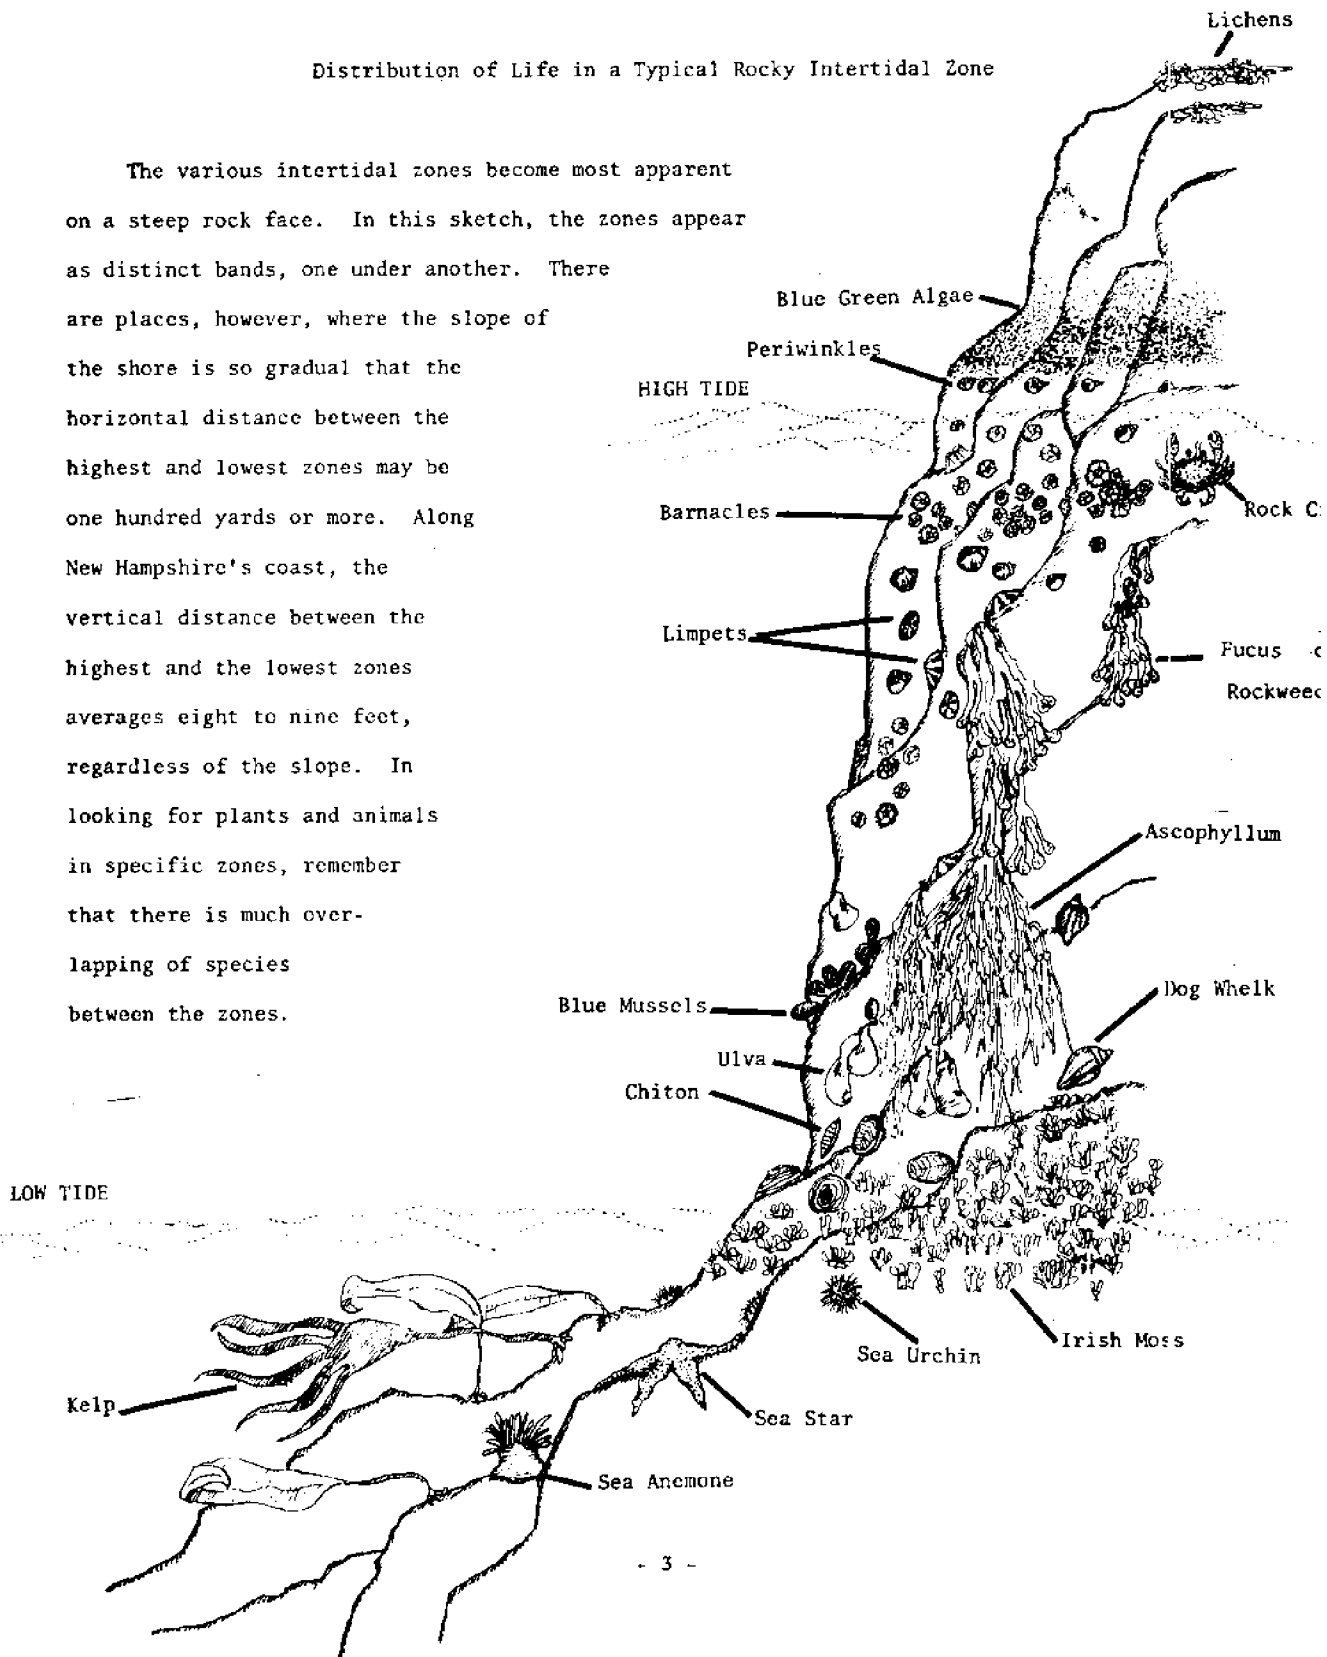 Lichens
Distribution of Life in a Typical Rocky Intertidal Zone
The various intertidal zones become most apparent
on a steep rock face. In this sketch, the zones appear
as distinct bands, one under another. There
are places, however, where the slope of
the shore is so gradual that the
horizontal distance between the
highest and lowest zones may be
one hundred yards or more. Along
New Hampshire's coast, the
vertical distance between the
highest and the lowest zones
averages eight to nine feet,
regardless of the slope. In
looking for plants and animals
in specific zones, remember
that there is much over-
lapping of species
between the zones.
Blue Green Algae
Periwinkles
HIGH TIDE
Barnacles
Rock
Limpets
Fucus
Ascophyllum
Dog Whelk
Blue Mussels
Ulva
Chiton
LOW TIDE
Irish Moss
Sea Urchin
Kelp
Sea Star
Sea Anemone
- 3 -